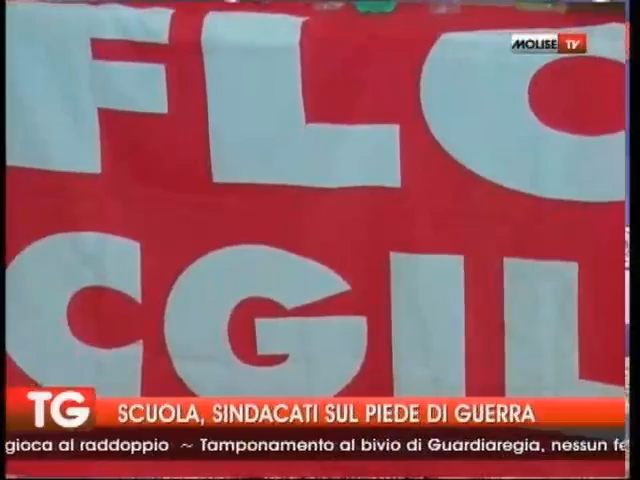 FLC
MOLISE TV
CGIL
TG SCUOLA, SINDACATI SUL PIEDE DI GUERRA
gioca al raddoppio ~ Tamponamento al bivio di Guardiaregia, nessun fe